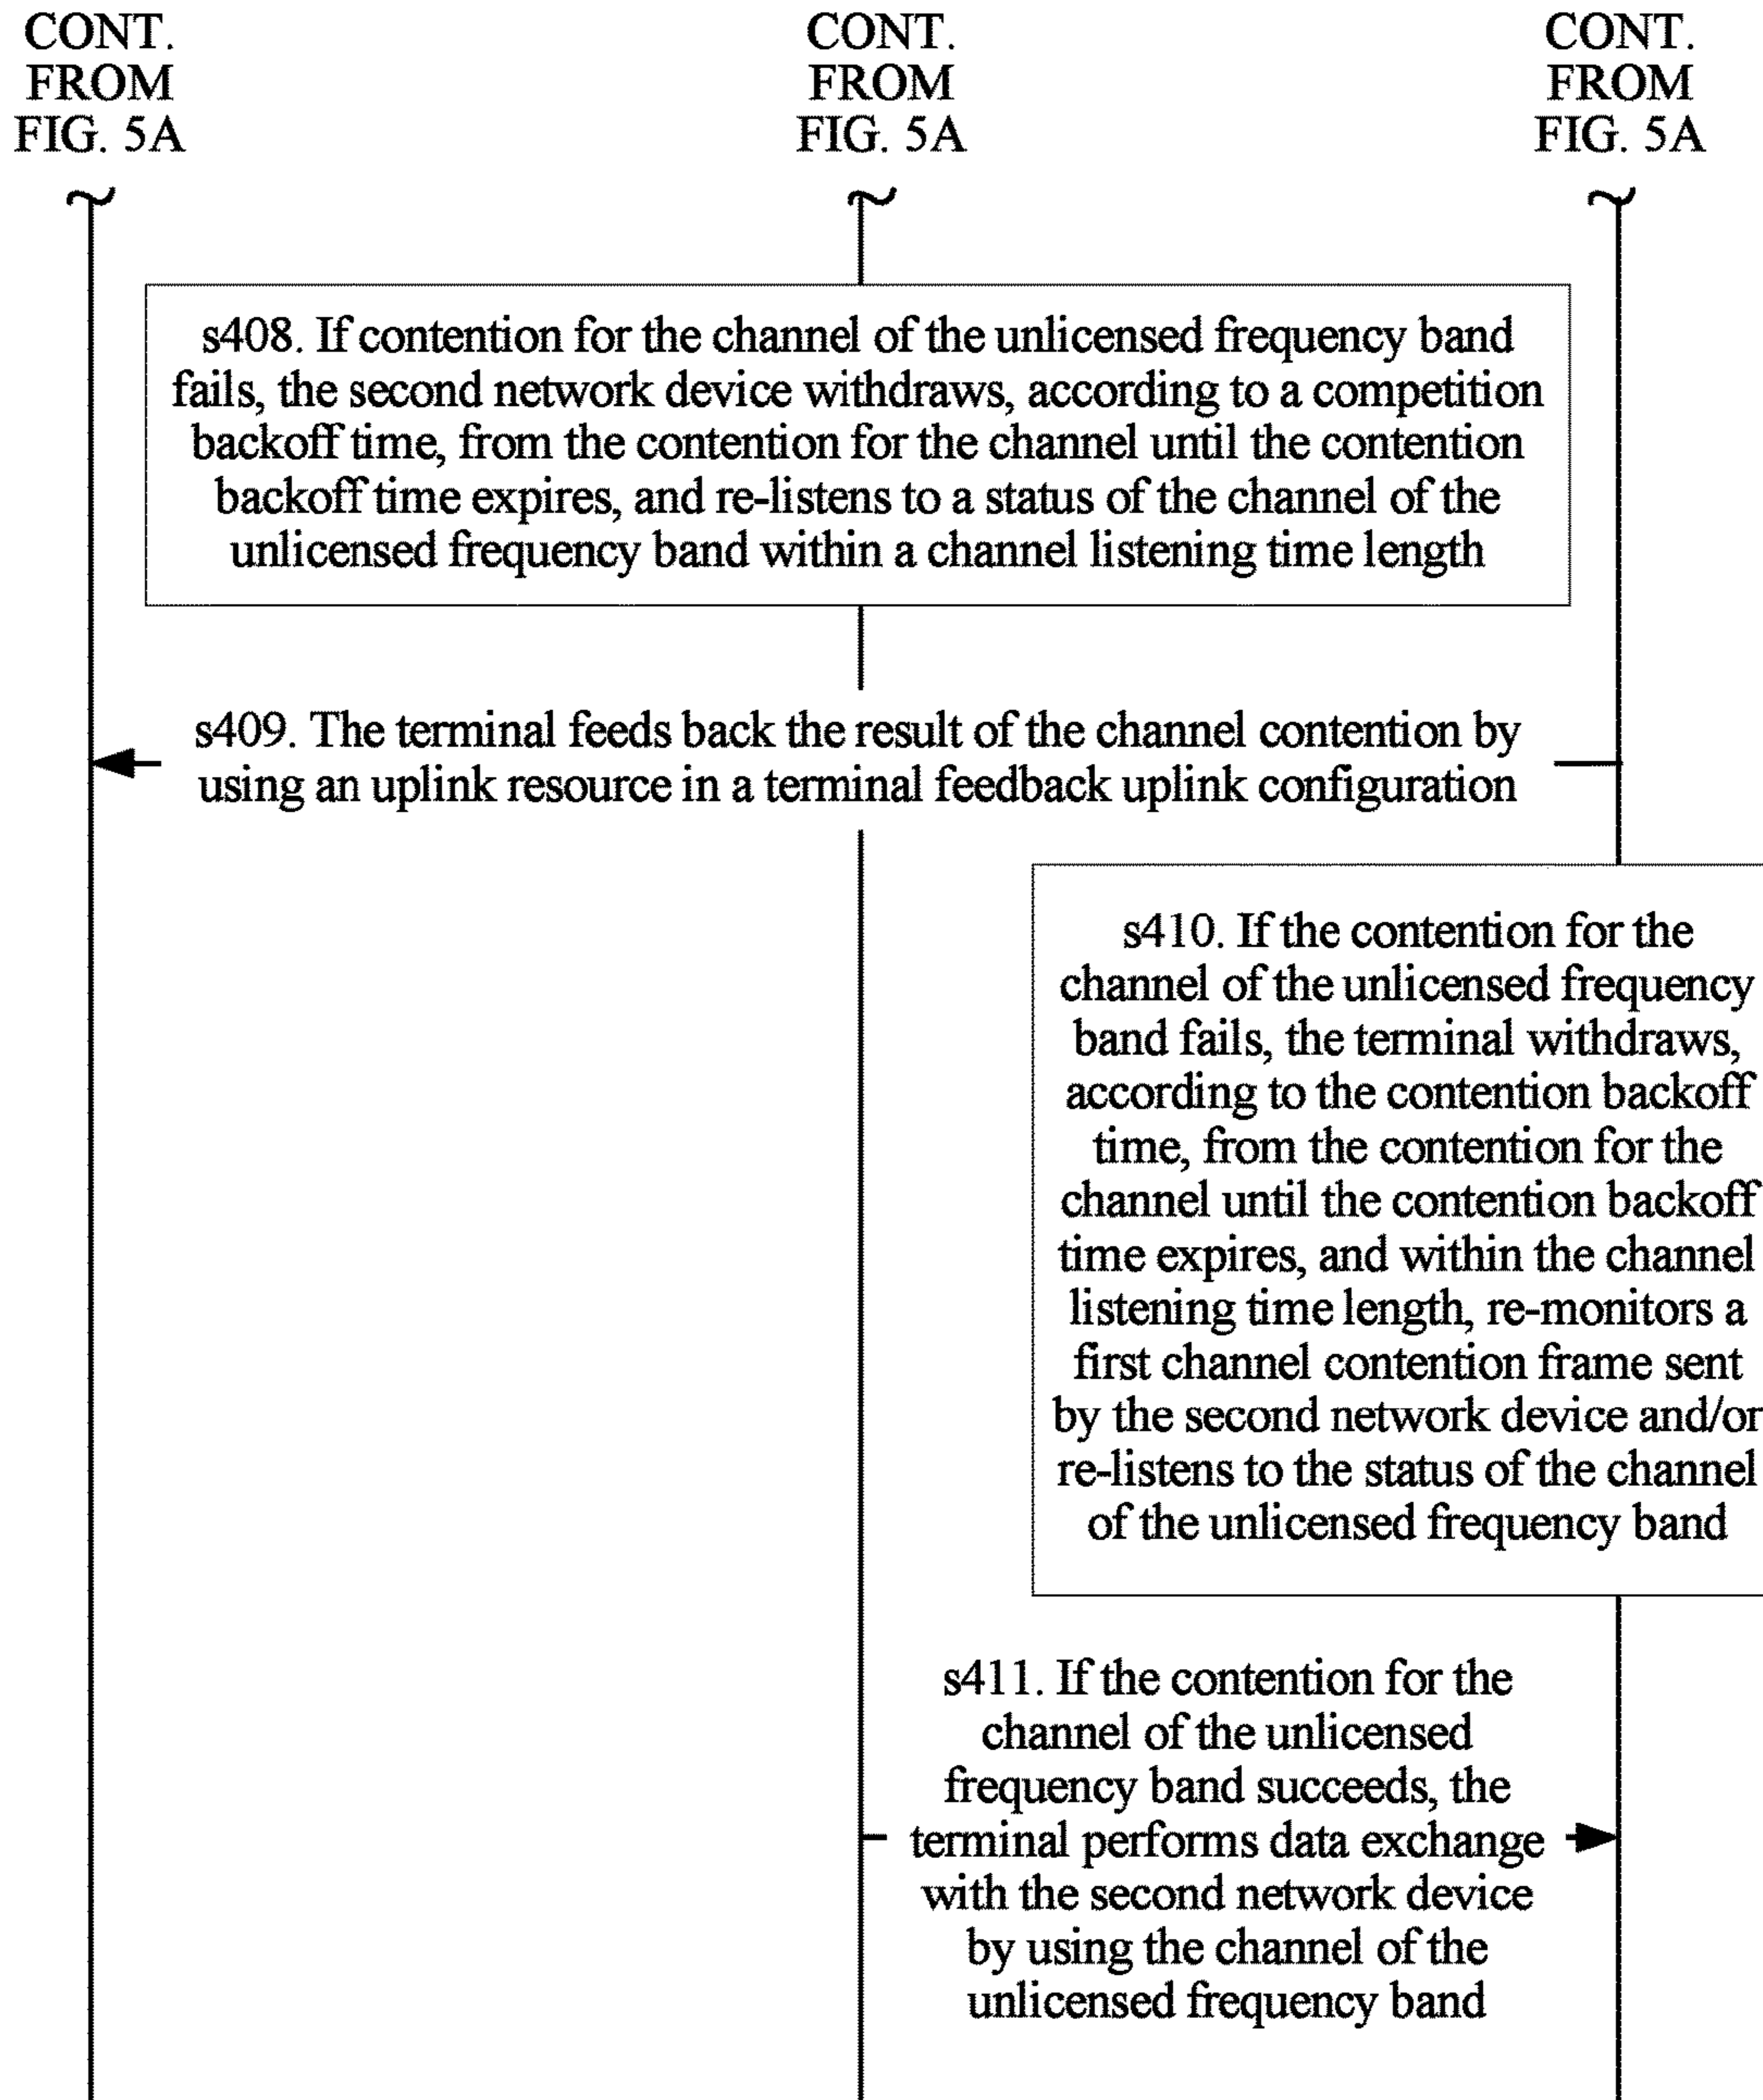 CONT.
FROM
FIG. 5A
CONT.
FROM
FIG. 5A
CONT.
FROM
FIG. 5A
s408. If contention for the channel of the unlicensed frequency band
fails, the second network device withdraws, according to a competition
backoff time, from the contention for the channel until the contention
backoff time expires, and re-listens to a status of the channel of the
unlicensed frequency band within a channel listening time length
s409. The terminal feeds back the result of the channel contention by
using an uplink resource in a terminal feedback uplink configuration
s410. If the contention for the
channel of the unlicensed frequency
band fails, the terminal withdraws,
according to the contention backoff
time, from the contention for the
channel until the contention backoff
time expires, and within the channel
listening time length, re-monitors a
first channel contention frame sent
by the second network device and/or
re-listens to the status of the channel
of the unlicensed frequency band
s411. If the contention for the
channel of the unlicensed
frequency band succeeds, the
terminal performs data exchange
with the second network device
by using the channel of the
unlicensed frequency band